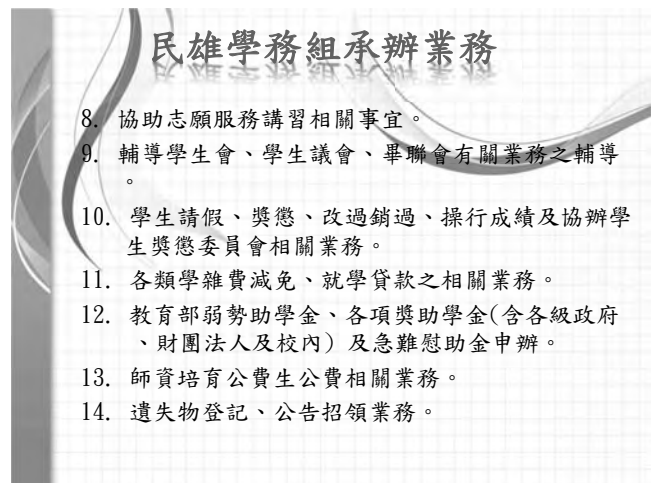 民雄學務組承辦業務
8. 協助志願服務講習相關事宜。
9. 輔導學生會、學生議會、畢聯會有關業務之輔導
。
10. 學生請假、獎懲、改過銷過、操行成績及協辦學
生獎懲委員會相關業務。
11. 各類學雜費減免、就學貸款之相關業務。
12. 教育部弱勢助學金、各項獎助學金(含各級政府
、財團法人及校內) 及急難慰助金申辦。
13. 師資培育公費生公費相關業務。
14. 遺失物登記、公告招領業務。